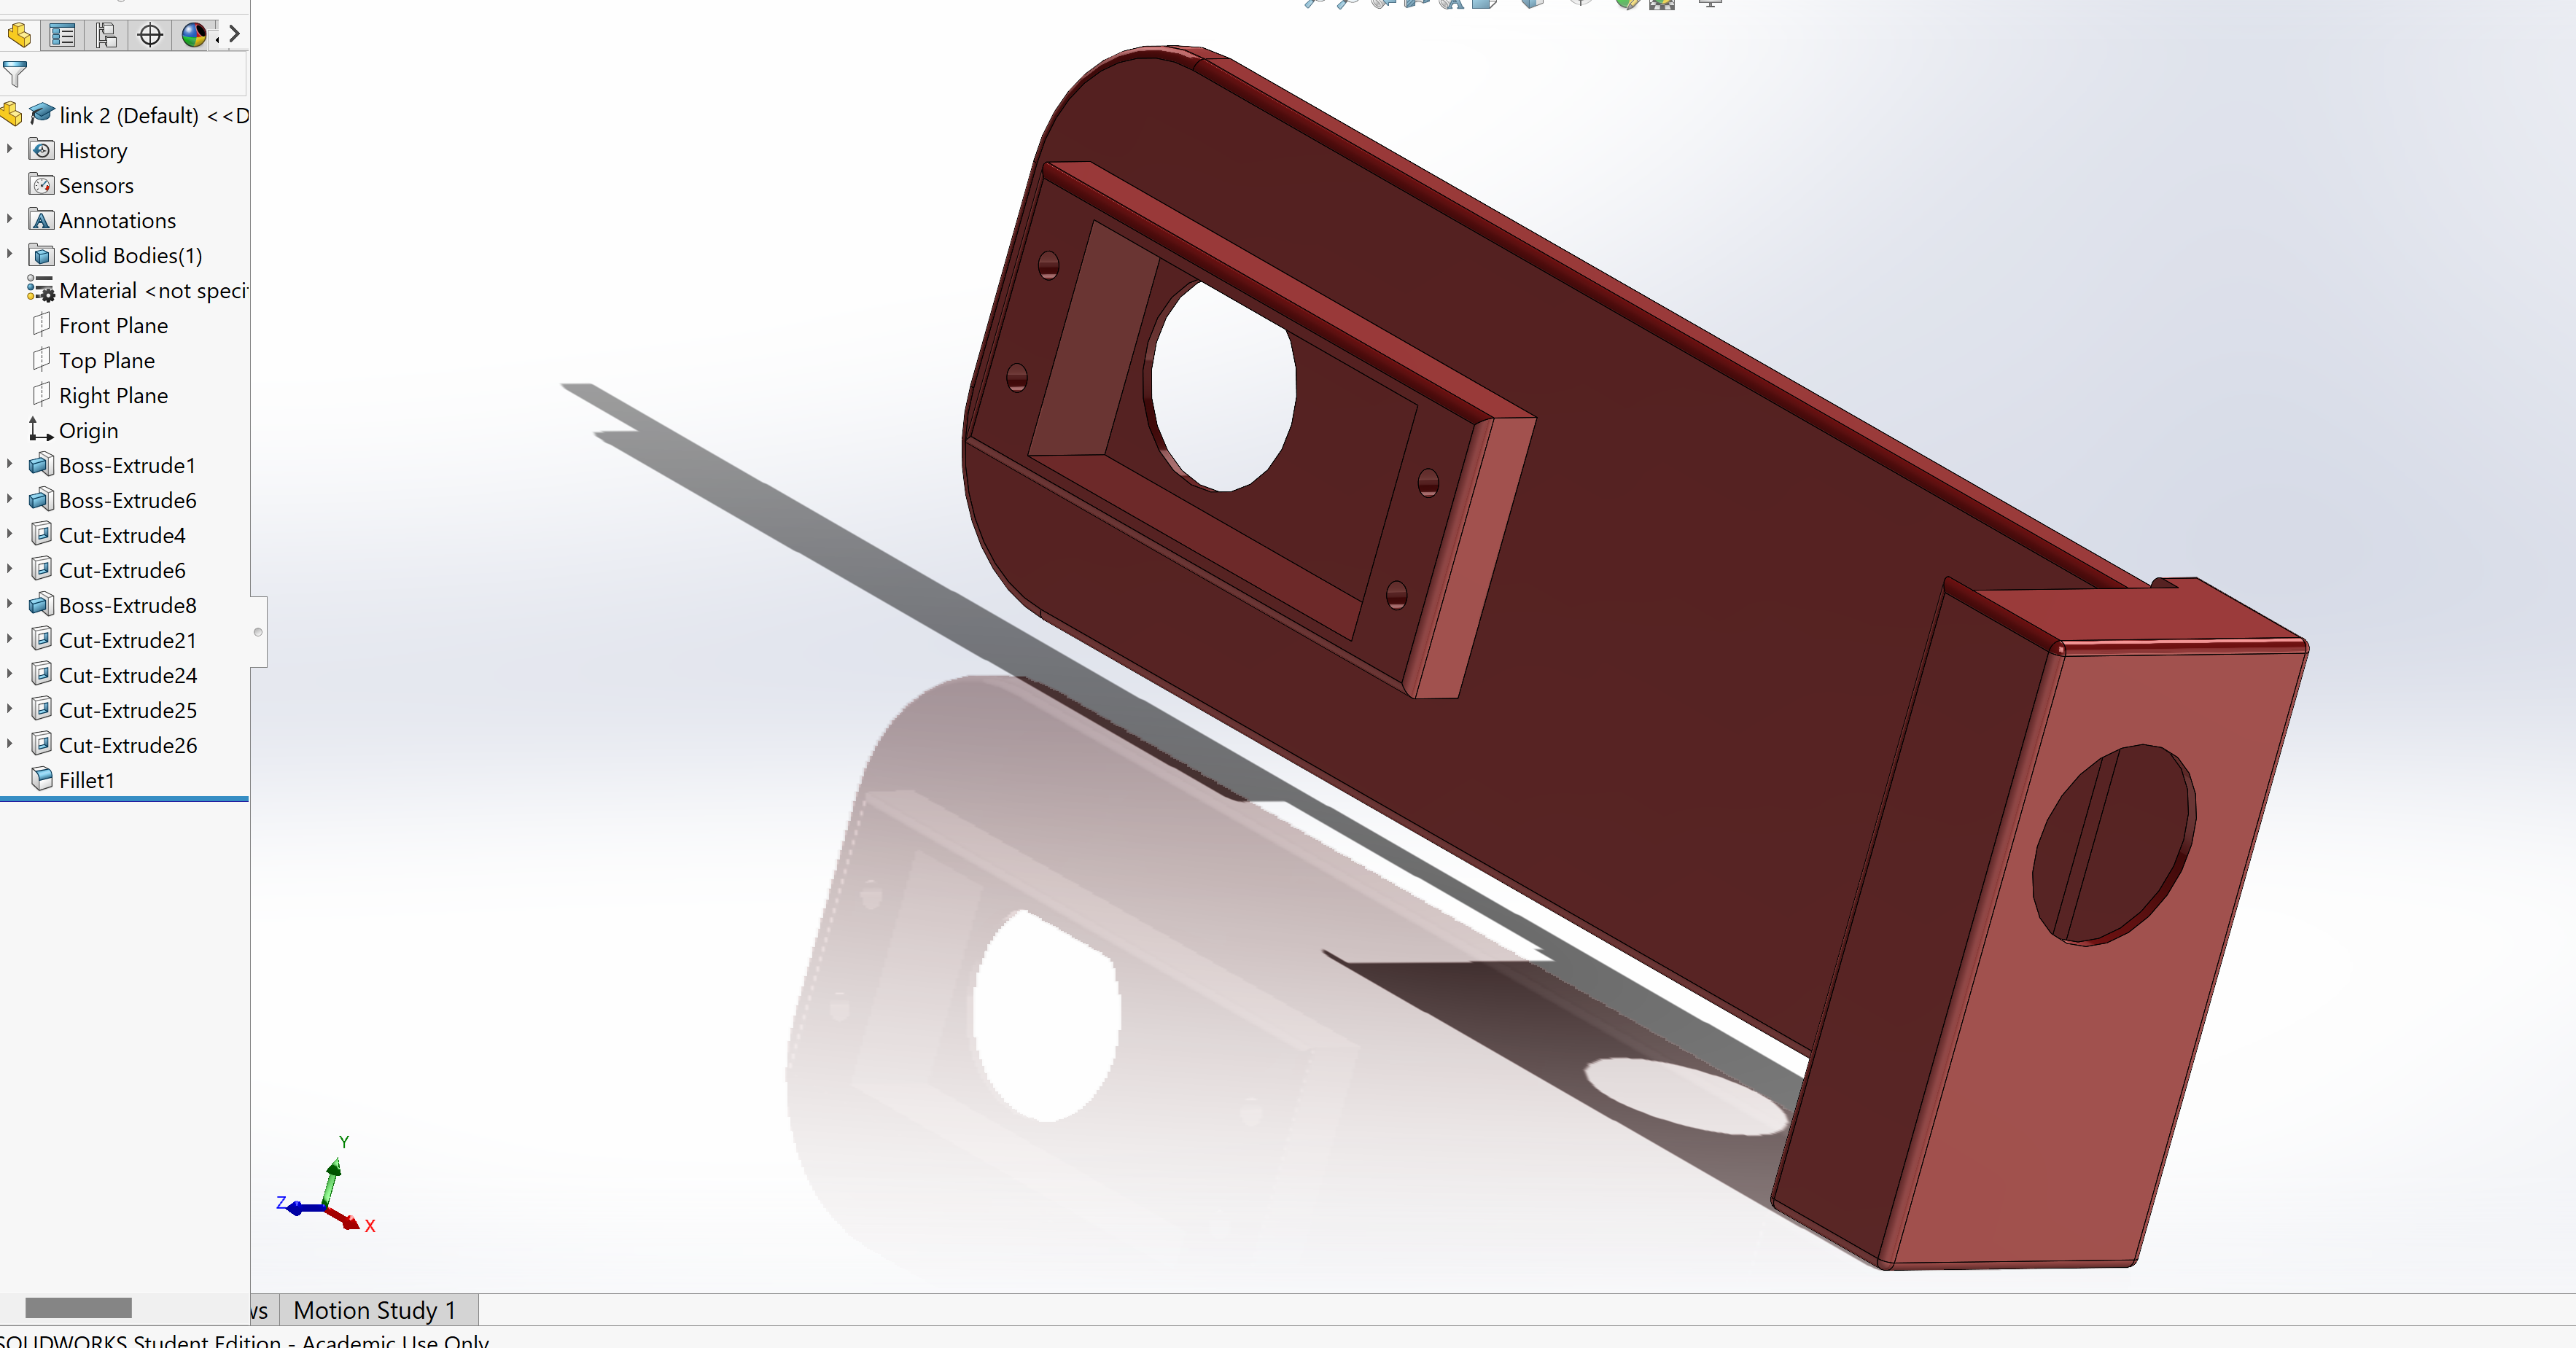 link 2 (Default) <<D
History
Sensors
Annotations
Solid Bodies(1)
Material <not speci
Front Plane
Top Plane
Right Plane
Origin
Boss-Extrude1
Boss-Extrude6
Cut-Extrude4
Cut-Extrude6
Boss-Extrude8
Cut-Extrude21
Cut-Extrude24
Cut-Extrude25
Cut-Extrude26
Fillet1
Y
Z
X
ws Motion Study 1
SOLIDWORKS Student Edition - Academic Use Only